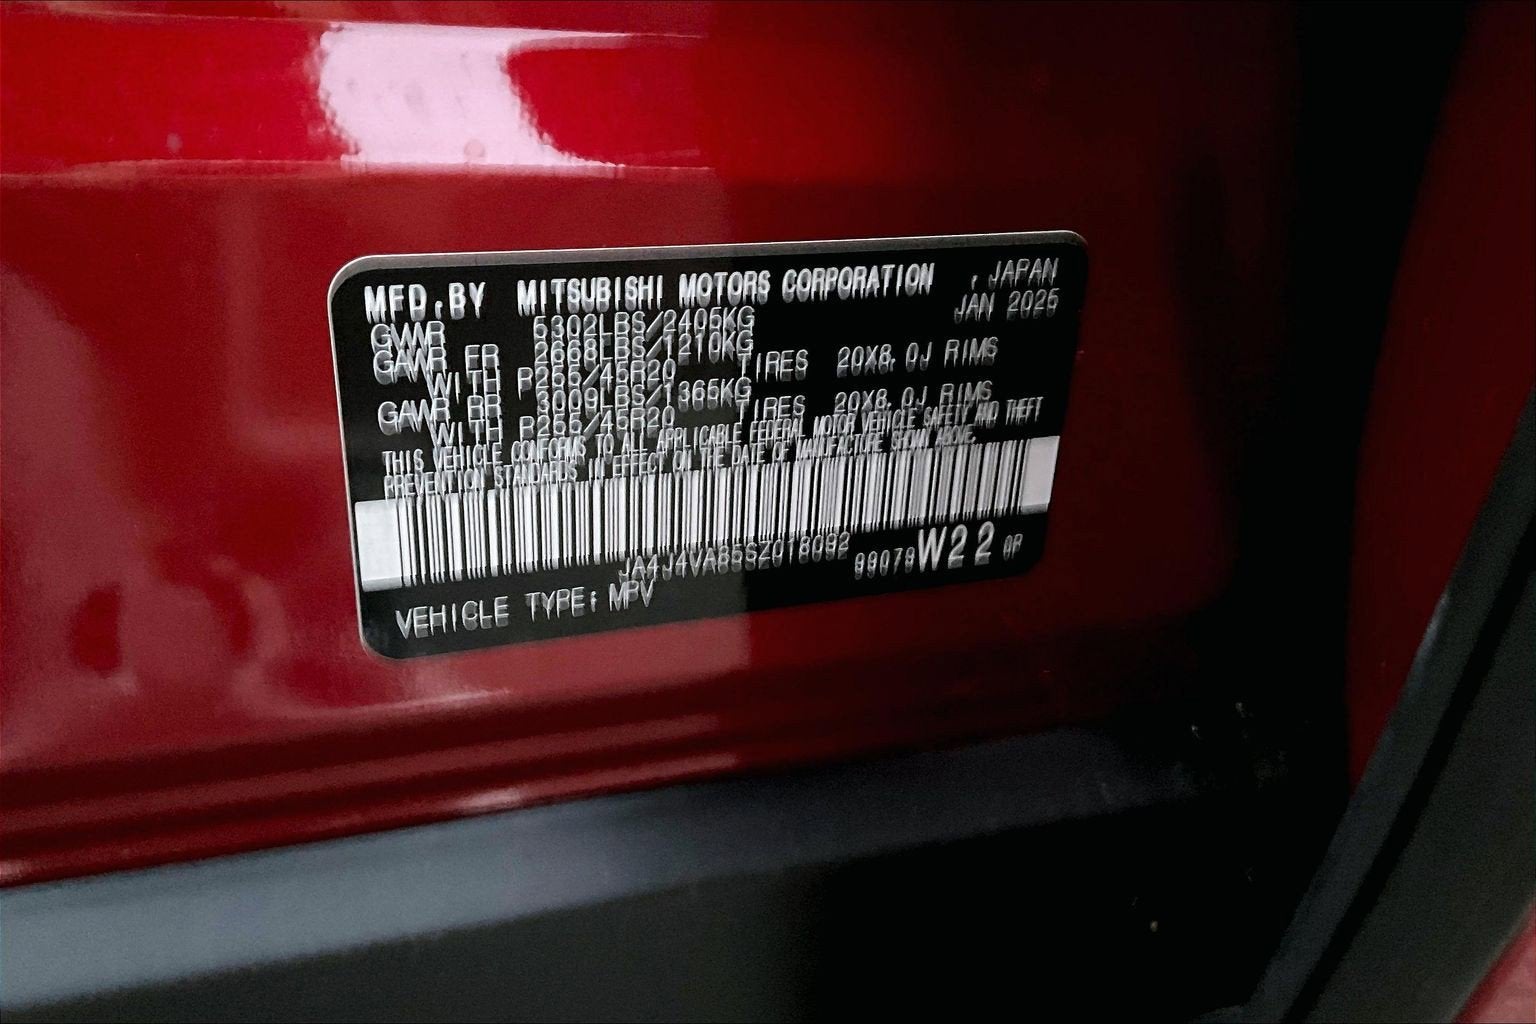 MFD.BY MITSUBISHI MOTORS CORPORATION , JAPAN
JAN 2025
GVWR 5302LBS/2405KG
GAWR FR 2668LBS/1210KG
WITH P255/45R20 TIRES 20X8.0J RIMS
GAWR RR 3009LBS/1365KG
WITH P255/45R20 TIRES 20X8.0J RIMS
THIS VEHICLE CONFORMS TO ALL APPLICABLE FEDERAL MOTOR VEHICLE SAFETY AND THEFT
PREVENTION STANDARDS IN EFFECT ON THE DATE OF MANUFACTURE SHOWN ABOVE.
JA4J4VA85SZ018092 99079 W22 0P
VEHICLE TYPE: MPV